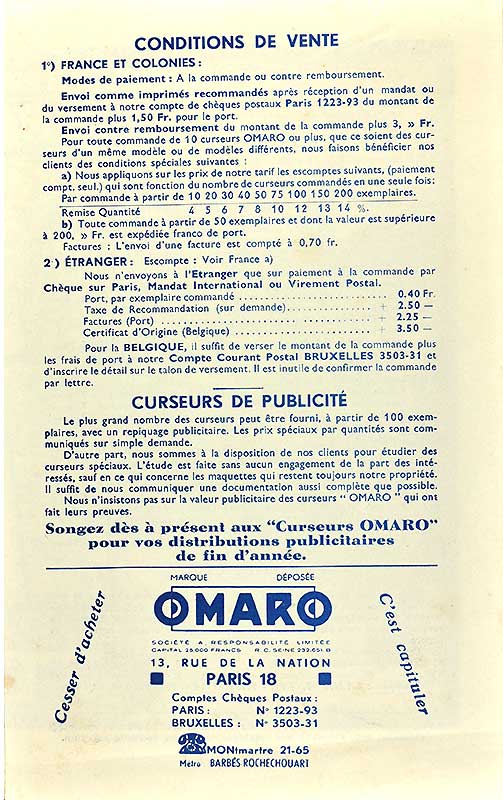 CONDITIONS DE VENTE
1°) FRANCE ET COLONIES :
Modes de paiement : A la commande ou contre remboursement.
Envoi comme imprimés recommandés après réception d'un mandat ou
du versement à notre compte de chèques postaux Paris 1223-93 du montant de
la commande plus 1,50 Fr. pour le port.
Envoi contre remboursement du montant de la commande plus 3, » Fr.
Pour toute commande de 10 curseurs OMARO ou plus, que ce soient des cur-
seurs d'un même modèle ou de modèles différents, nous faisons bénéficier nos
clients des conditions spéciales suivantes :
a) Nous appliquons sur les prix de notre tarif les escomptes suivants, (paiement
compt. seul.) qui sont fonction du nombre de curseurs commandés en une seule fois:
Par commande à partir de 10 20 30 40 50 75 100 150 200 exemplaires.
Remise Quantité 4 5 6 7 8 10 12 13 14 %.
b) Toute commande à partir de 50 exemplaires et dont la valeur est supérieure
à 200, » Fr. est expédiée franco de port.
Factures : L'envoi d'une facture est compté à 0,70 fr.
2°) ÉTRANGER : Escompte : Voir France a)
Nous n'envoyons à l'Etranger que sur paiement à la commande par
Chèque sur Paris, Mandat International ou Virement Postal.
Port, par exemplaire commandé ........................ 0.40 Fr.
Taxe de Recommandation (sur demande)................ + 2.50 —
Factures (Port) ........................ + 2.25 —
Certificat d'Origine (Belgique) ........................ + 3.50 —
Pour la BELGIQUE, il suffit de verser le montant de la commande plus
les frais de port à notre Compte Courant Postal BRUXELLES 3503-31 et
d'inscrire le détail sur le talon de versement. Il est inutile de confirmer la commande
par lettre.
CURSEURS DE PUBLICITÉ
Le plus grand nombre des curseurs peut être fourni, à partir de 100 exem-
plaires, avec un repiquage publicitaire. Les prix spéciaux par quantités sont com-
muniqués sur simple demande.
D'autre part, nous sommes à la disposition de nos clients pour étudier des
curseurs spéciaux. L'étude est faite sans aucun engagement de la part des inté-
ressés, sauf en ce qui concerne les maquettes qui restent toujours notre propriété.
Il suffit de nous communiquer une documentation aussi complète que possible.
Nous n'insistons pas sur la valeur publicitaire des curseurs " OMARO " qui ont
fait leurs preuves.
Songez dès à présent aux "Curseurs OMARO"
pour vos distributions publicitaires
de fin d'année.
Cesser d'acheter
MARQUE DÉPOSÉE
OMARO
SOCIÉTÉ A RESPONSABILITÉ LIMITÉE
CAPITAL 25.000 FRANCS R.C. SEINE 232.651 B
13, RUE DE LA NATION
PARIS 18
Comptes Chèques Postaux :
PARIS : N° 1223-93
BRUXELLES : N° 3503-31
MONtmartre 21-65
Métro BARBÉS ROCHECHOUART
C'est capituler